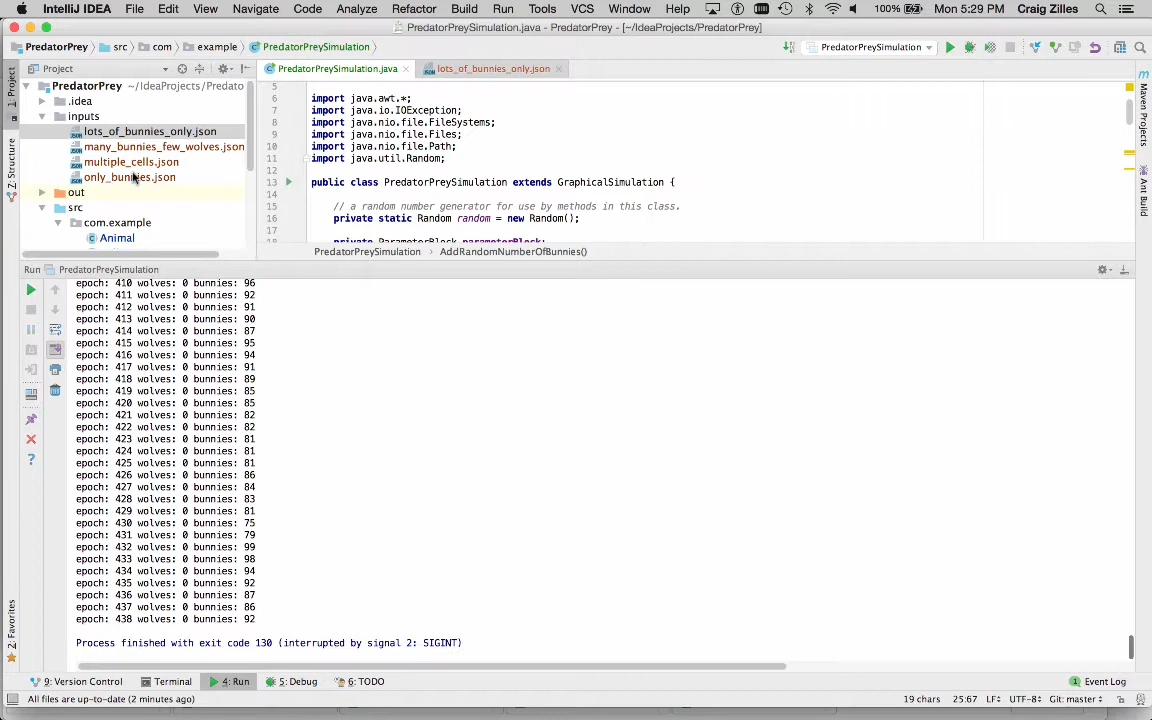 IntelliJ IDEA File Edit View Navigate Code Analyze Refactor Build Run Tools VCS Window Help 100% Mon 5:29 PM Craig Zilles
PredatorPreySimulation.java - PredatorPrey - [~/IdeaProjects/PredatorPrey]
PredatorPrey src com example PredatorPreySimulation PredatorPreySimulation
Project PredatorPreySimulation.java lots_of_bunnies_only.json
1: Project
Z: Structure
2: Favorites
PredatorPrey ~/IdeaProjects/Predato
.idea
inputs
lots_of_bunnies_only.json
many_bunnies_few_wolves.json
multiple_cells.json
only_bunnies.json
out
src
com.example
Animal
5
6 import java.awt.*;
7 import java.io.IOException;
8 import java.nio.file.FileSystems;
9 import java.nio.file.Files;
10 import java.nio.file.Path;
11 import java.util.Random;
12
13 public class PredatorPreySimulation extends GraphicalSimulation {
14
15 // a random number generator for use by methods in this class.
16 private static Random random = new Random();
17
18 private ParameterBlock parameterBlock;
PredatorPreySimulation AddRandomNumberOfBunnies()
Maven Projects
Ant Build
Run PredatorPreySimulation
epoch: 410 wolves: 0 bunnies: 96
epoch: 411 wolves: 0 bunnies: 92
epoch: 412 wolves: 0 bunnies: 91
epoch: 413 wolves: 0 bunnies: 90
epoch: 414 wolves: 0 bunnies: 87
epoch: 415 wolves: 0 bunnies: 95
epoch: 416 wolves: 0 bunnies: 94
epoch: 417 wolves: 0 bunnies: 91
epoch: 418 wolves: 0 bunnies: 89
epoch: 419 wolves: 0 bunnies: 85
epoch: 420 wolves: 0 bunnies: 85
epoch: 421 wolves: 0 bunnies: 82
epoch: 422 wolves: 0 bunnies: 82
epoch: 423 wolves: 0 bunnies: 81
epoch: 424 wolves: 0 bunnies: 81
epoch: 425 wolves: 0 bunnies: 81
epoch: 426 wolves: 0 bunnies: 86
epoch: 427 wolves: 0 bunnies: 84
epoch: 428 wolves: 0 bunnies: 83
epoch: 429 wolves: 0 bunnies: 81
epoch: 430 wolves: 0 bunnies: 75
epoch: 431 wolves: 0 bunnies: 79
epoch: 432 wolves: 0 bunnies: 99
epoch: 433 wolves: 0 bunnies: 98
epoch: 434 wolves: 0 bunnies: 94
epoch: 435 wolves: 0 bunnies: 92
epoch: 436 wolves: 0 bunnies: 87
epoch: 437 wolves: 0 bunnies: 86
epoch: 438 wolves: 0 bunnies: 92
Process finished with exit code 130 (interrupted by signal 2: SIGINT)
9: Version Control Terminal 4: Run 5: Debug 6: TODO 1 Event Log
All files are up-to-date (2 minutes ago) 19 chars 25:67 LF÷ UTF-8÷ Git: master÷